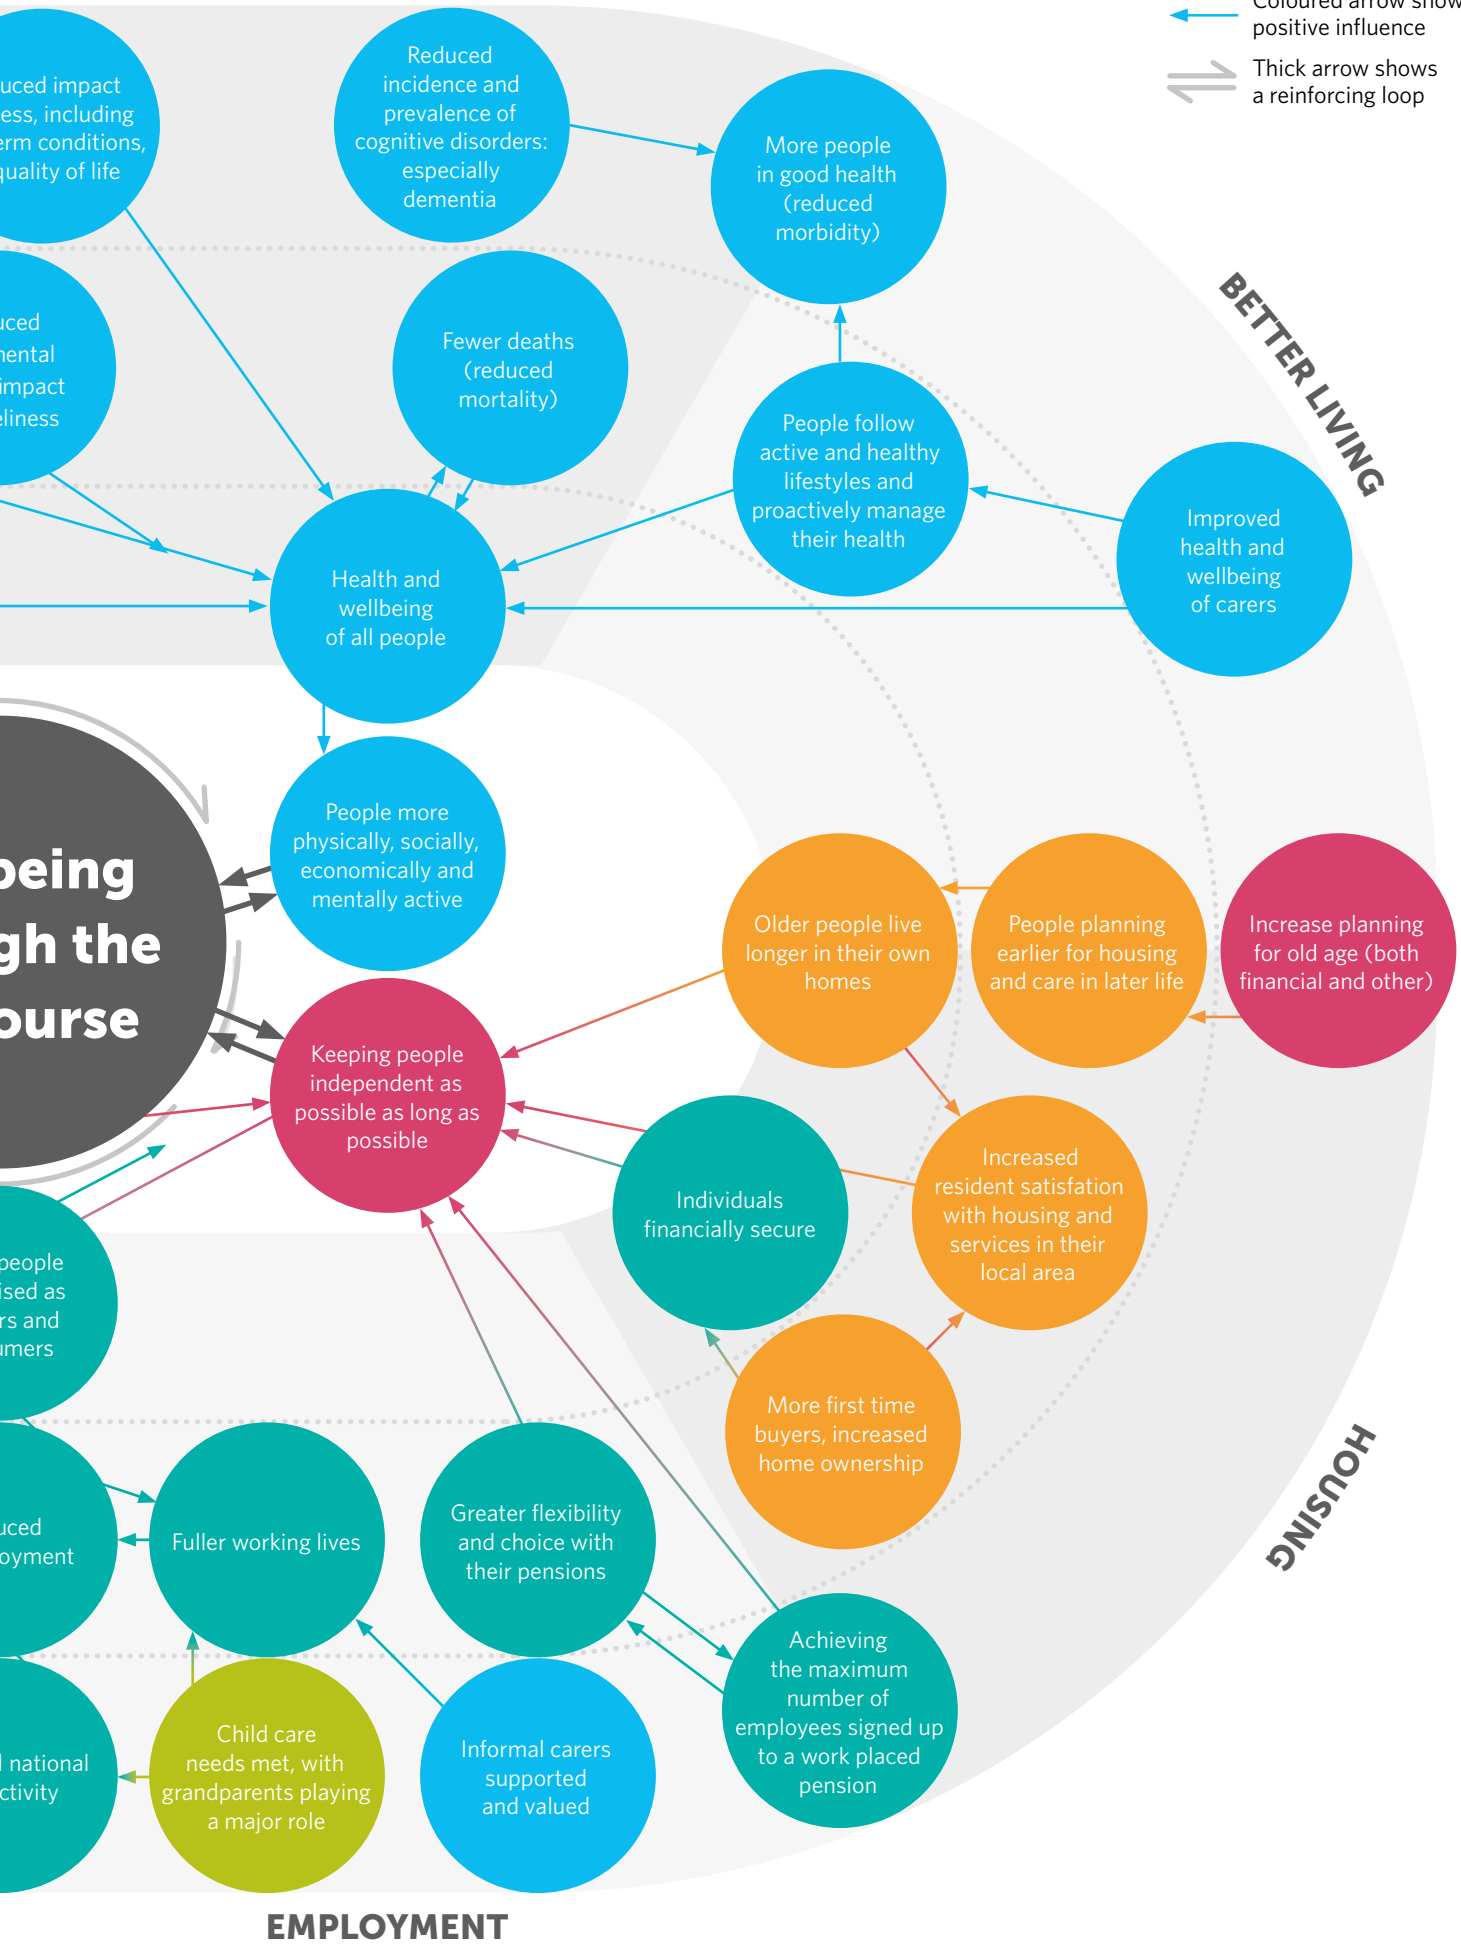 Coloured arrow shows
positive influence
Thick arrow shows
a reinforcing loop
uced impact
ess, including
erm conditions,
quality of life
Reduced
incidence and
prevalence of
cognitive disorders:
especially
dementia
More people
in good health
(reduced
morbidity)
BETTER LIVING
uced
mental
impact
eliness
Fewer deaths
(reduced
mortality)
People follow
active and healthy
lifestyles and
proactively manage
their health
Improved
health and
wellbeing
of carers
Health and
wellbeing
of all people
People more
physically, socially,
economically and
mentally active
being
gh the
ourse
Older people live
longer in their own
homes
People planning
earlier for housing
and care in later life
Increase planning
for old age (both
financial and other)
Keeping people
independent as
possible as long as
possible
Individuals
financially secure
Increased
resident satisfation
with housing and
services in their
local area
people
ised as
rs and
umers
More first time
buyers, increased
home ownership
HOUSING
uced
oyment
Fuller working lives
Greater flexibility
and choice with
their pensions
Achieving
the maximum
number of
employees signed up
to a work placed
pension
l national
ctivity
Child care
needs met, with
grandparents playing
a major role
Informal carers
supported
and valued
EMPLOYMENT